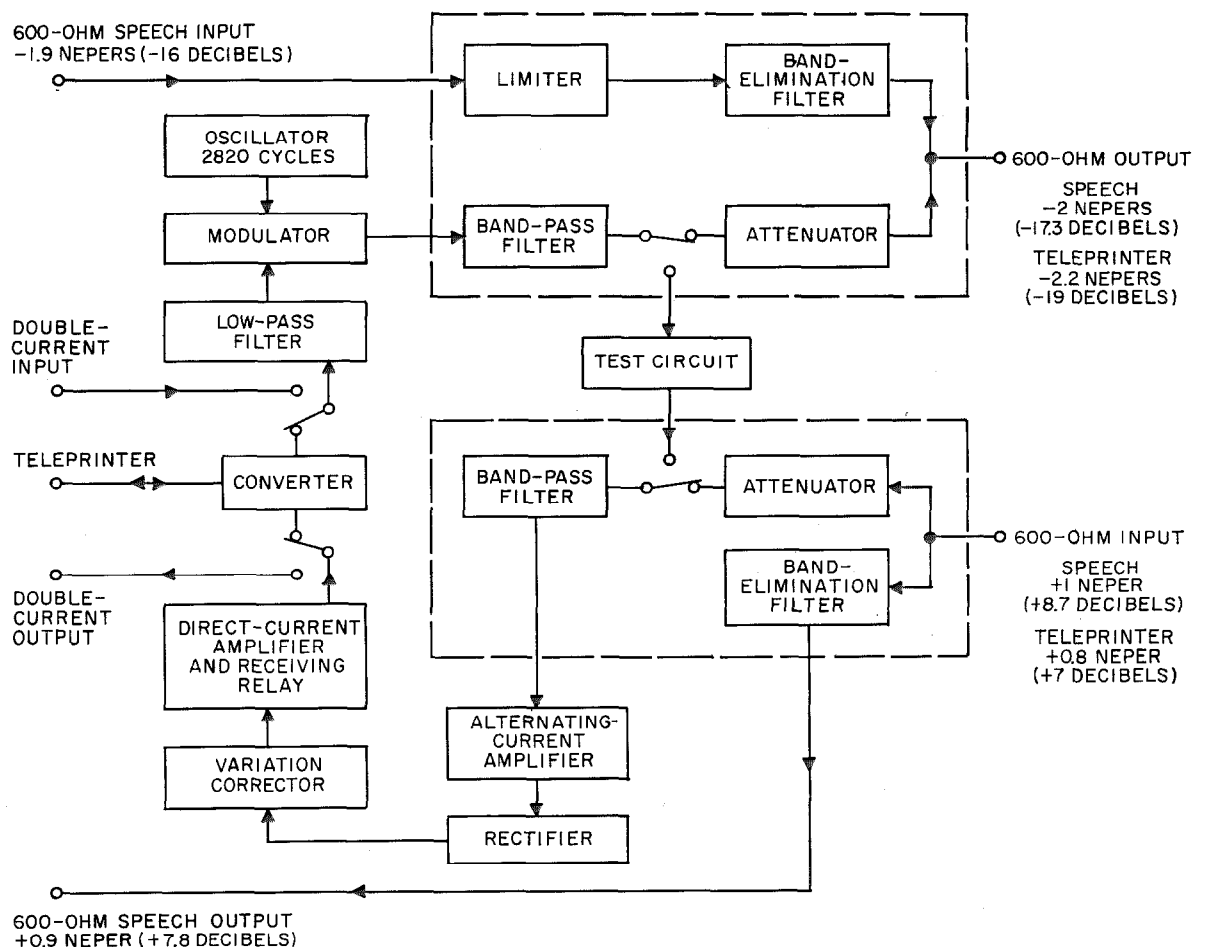 600-OHM SPEECH INPUT
-1.9 NEPERS (-16 DECIBELS)
LIMITER
BAND-
ELIMINATION
FILTER
OSCILLATOR
2820 CYCLES
600-OHM OUTPUT
SPEECH
-2 NEPERS
(-17.3 DECIBELS)
TELEPRINTER
-2.2 NEPERS
(-19 DECIBELS)
MODULATOR
BAND-PASS
FILTER
ATTENUATOR
LOW-PASS
FILTER
DOUBLE-
CURRENT
INPUT
TEST CIRCUIT
TELEPRINTER
CONVERTER
BAND-PASS
FILTER
ATTENUATOR
600-OHM INPUT
SPEECH
+1 NEPER
(+8.7 DECIBELS)
TELEPRINTER
+0.8 NEPER
(+7 DECIBELS)
BAND-
ELIMINATION
FILTER
DOUBLE-
CURRENT
OUTPUT
DIRECT-CURRENT
AMPLIFIER
AND RECEIVING
RELAY
ALTERNATING-
CURRENT
AMPLIFIER
VARIATION
CORRECTOR
RECTIFIER
600-OHM SPEECH OUTPUT
+0.9 NEPER (+7.8 DECIBELS)